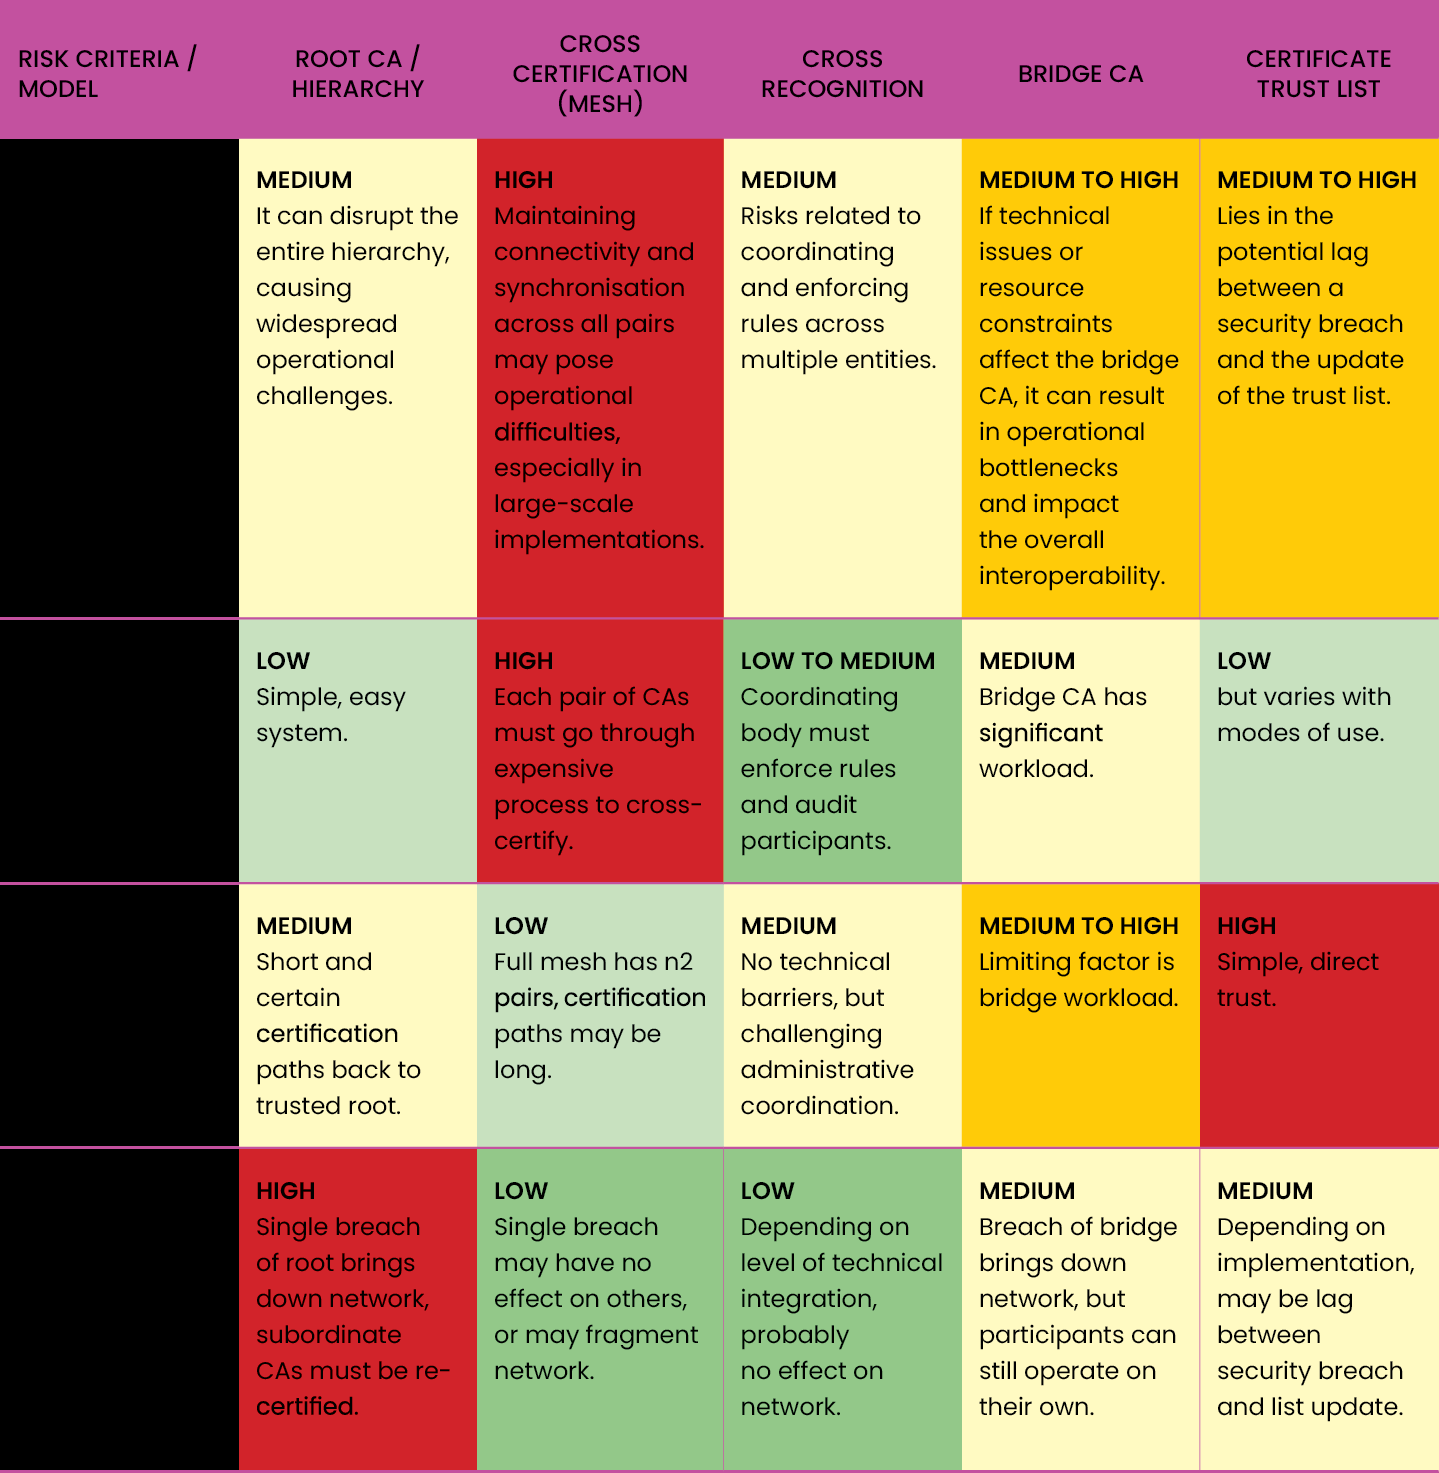 RISK CRITERIA /
MODEL
ROOT CA /
HIERARCHY
CROSS
CERTIFICATION
(MESH)
CROSS
RECOGNITION
BRIDGE CA
CERTIFICATE
TRUST LIST
MEDIUM
It can disrupt the
entire hierarchy,
causing
widespread
operational
challenges.
HIGH
Maintaining
connectivity and
synchronisation
across all pairs
may pose
operational
difficulties,
especially in
large-scale
implementations.
MEDIUM
Risks related to
coordinating
and enforcing
rules across
multiple entities.
MEDIUM TO HIGH
If technical
issues or
resource
constraints
affect the bridge
CA, it can result
in operational
bottlenecks
and impact
the overall
interoperability.
MEDIUM TO HIGH
Lies in the
potential lag
between a
security breach
and the update
of the trust list.
LOW
Simple, easy
system.
HIGH
Each pair of CAs
must go through
expensive
process to cross-
certify.
LOW TO MEDIUM
Coordinating
body must
enforce rules
and audit
participants.
MEDIUM
Bridge CA has
significant
workload.
LOW
but varies with
modes of use.
MEDIUM
Short and
certain
certification
paths back to
trusted root.
LOW
Full mesh has n2
pairs, certification
paths may be
long.
MEDIUM
No technical
barriers, but
challenging
administrative
coordination.
MEDIUM TO HIGH
Limiting factor is
bridge workload.
HIGH
Simple, direct
trust.
HIGH
Single breach
of root brings
down network,
subordinate
CAs must be re-
certified.
LOW
Single breach
may have no
effect on others,
or may fragment
network.
LOW
Depending on
level of technical
integration,
probably
no effect on
network.
MEDIUM
Breach of bridge
brings down
network, but
participants can
still operate on
their own.
MEDIUM
Depending on
implementation,
may be lag
between
security breach
and list update.